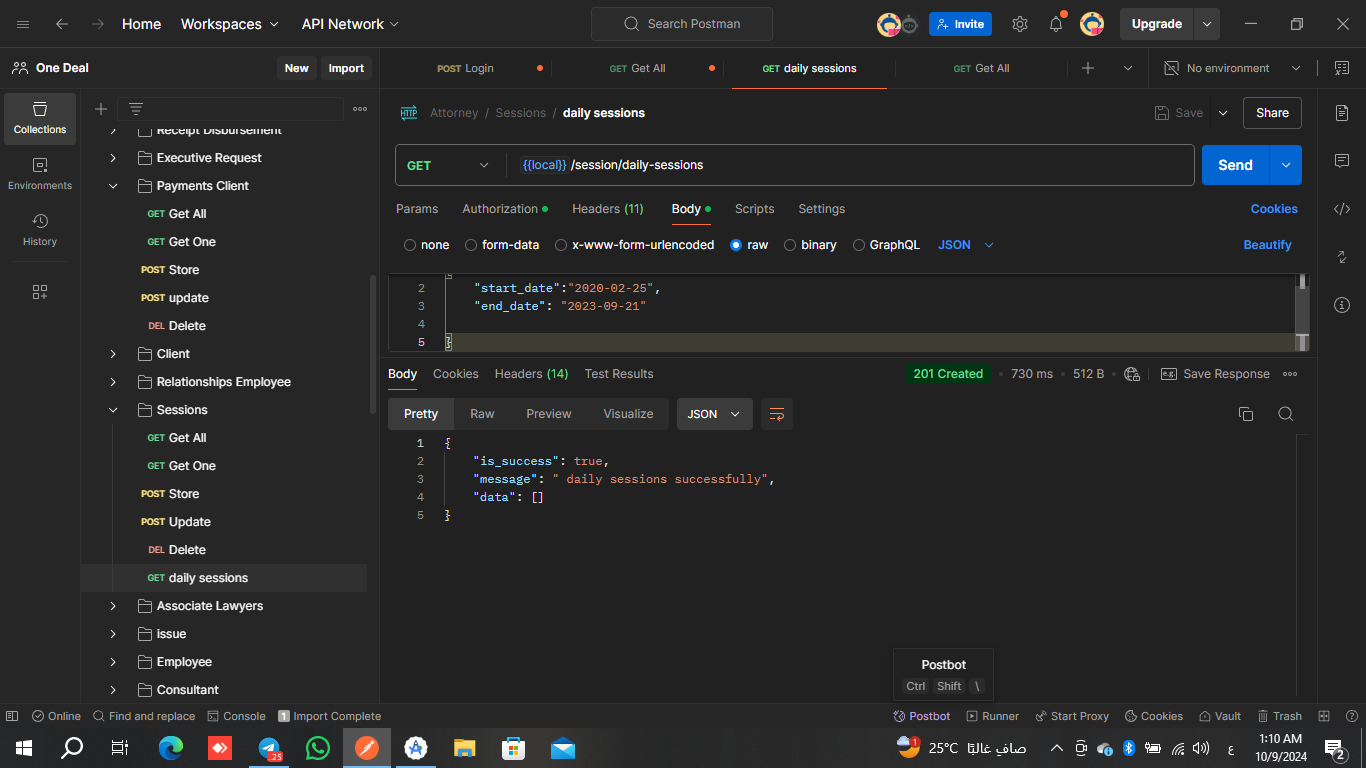 Home Workspaces API Network Search Postman Invite Upgrade
One Deal New Import POST Login GET Get All GET daily sessions GET Get All No environment
Collections
Environments
History
Receipt Disbursement
Executive Request
Payments Client
GET Get All
GET Get One
POST Store
POST update
DEL Delete
Client
Relationships Employee
Sessions
GET Get All
GET Get One
POST Store
POST Update
DEL Delete
GET daily sessions
Associate Lawyers
issue
Employee
Consultant
HTTP Attorney / Sessions / daily sessions Save Share
GET {{local}} /session/daily-sessions Send
Params Authorization Headers (11) Body Scripts Settings Cookies
none form-data x-www-form-urlencoded raw binary GraphQL JSON Beautify
2 "start_date":"2020-02-25",
3 "end_date": "2023-09-21"
4
5 }
Body Cookies Headers (14) Test Results 201 Created 730 ms 512 B e.g. Save Response
Pretty Raw Preview Visualize JSON
1 {
2 "is_success": true,
3 "message": " daily sessions successfully",
4 "data": []
5 }
Postbot
Ctrl Shift \
Online Find and replace Console 1 Import Complete Postbot Runner Start Proxy Cookies Vault Trash
.25 1 25°C صافٍ غالبًا ع 1:10 AM
10/9/2024 2